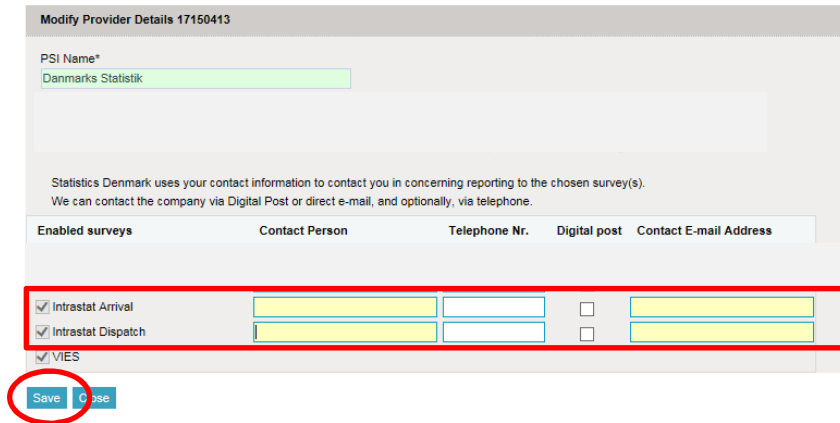 Modify Provider Details 17150413
PSI Name*
Danmarks Statistik
Statistics Denmark uses your contact information to contact you in concerning reporting to the chosen survey(s).
We can contact the company via Digital Post or direct e-mail, and optionally, via telephone.
Enabled surveys Contact Person Telephone Nr. Digital post Contact E-mail Address
Intrastat Arrival
Intrastat Dispatch
VIES
Save Close